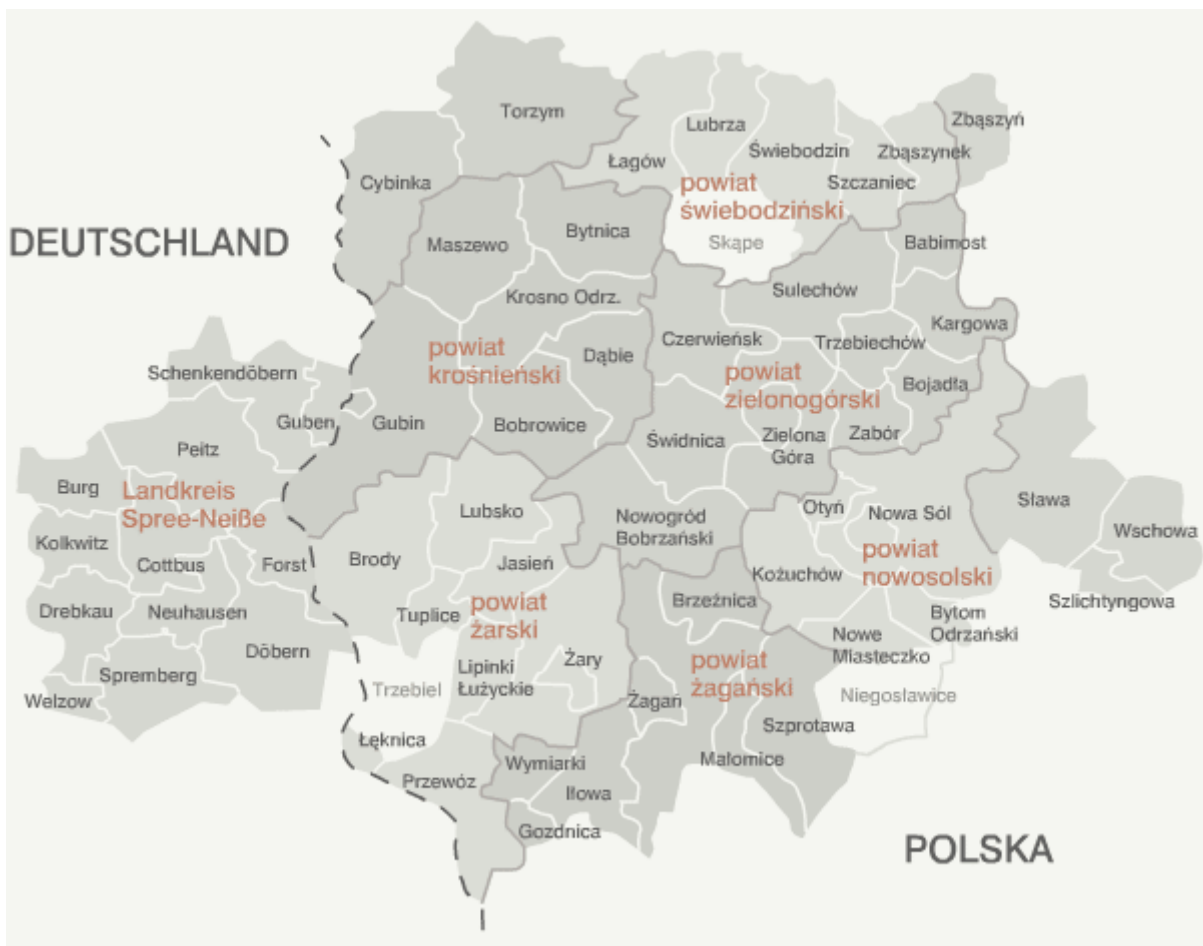 Torzym
Lubrza
Zbąszyń
Łagów
Świebodzin
Zbąszynek
Cybinka
powiat
świebodziński
Szczaniec
DEUTSCHLAND
Maszewo
Bytnica
Skąpe
Babimost
Krosno Odrz.
Sulechów
Kargowa
Czerwieńsk
Trzebiechów
powiat
krośnieński
Dąbie
powiat
zielonogórski
Bojadła
Schenkendöbern
Guben
Gubin
Bobrowice
Świdnica
Zielona
Góra
Zabór
Peitz
Burg
Landkreis
Spree-Neiße
Lubsko
Nowogród
Bobrzański
Otyń
Nowa Sól
Sława
Wschowa
Kolkwitz
Cottbus
Forst
Brody
Jasień
Kożuchów
powiat
nowosolski
Szlichtyngowa
Drebkau
Neuhausen
Tuplice
powiat
żarski
Brzeźnica
Bytom
Odrzański
Nowe
Miasteczko
Döbern
Spremberg
Welzow
Trzebiel
Lipinki
Łużyckie
Żary
powiat
żagański
Żagań
Niegosławice
Szprotawa
Łęknica
Przewóz
Wymiarki
Małomice
Iłowa
Gozdnica
POLSKA